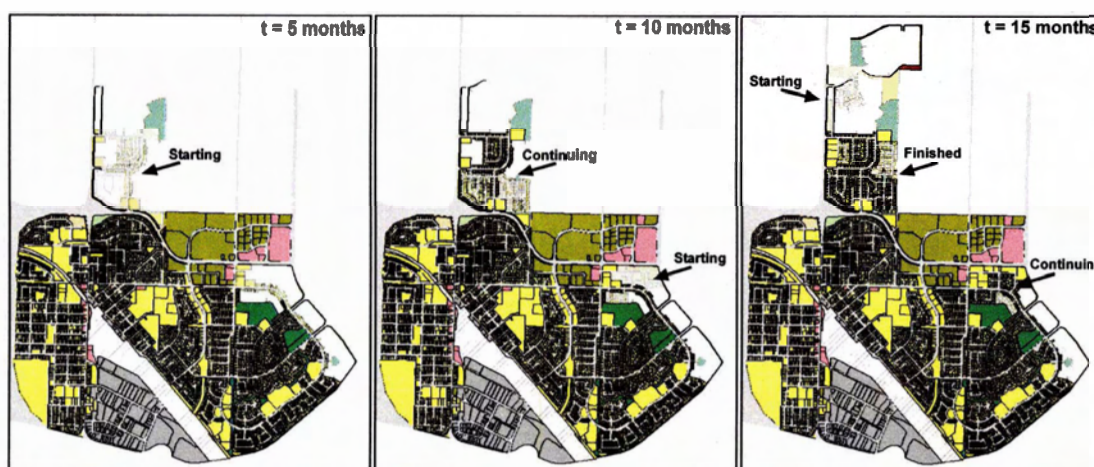 t = 5 months
Starting
t = 10 months
Continuing
Starting
t = 15 months
Starting
Finished
Continuin